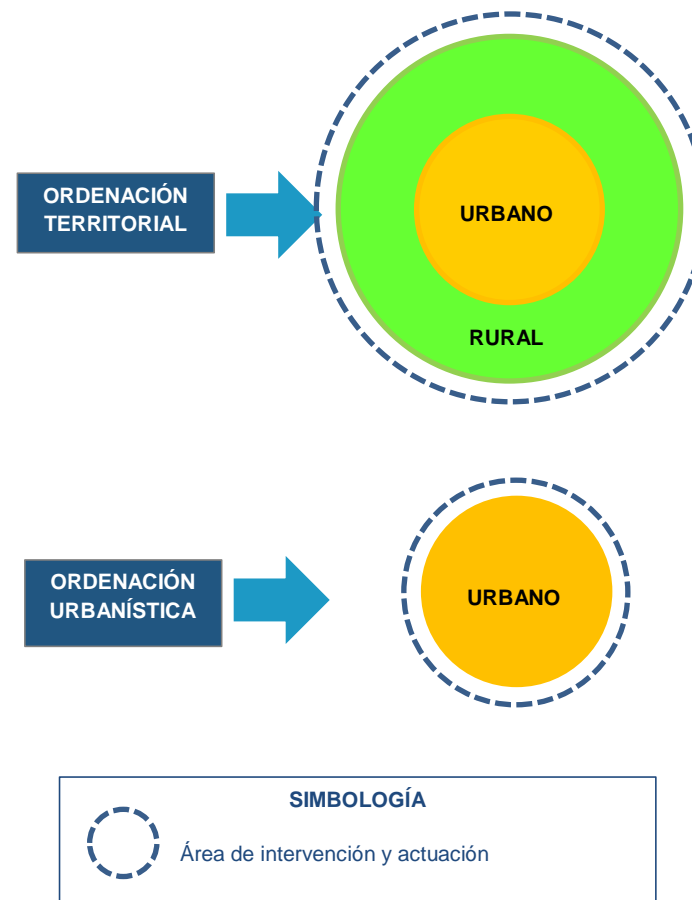 ORDENACIÓN
TERRITORIAL
URBANO
RURAL
ORDENACIÓN
URBANÍSTICA
URBANO
SIMBOLOGÍA
Área de intervención y actuación